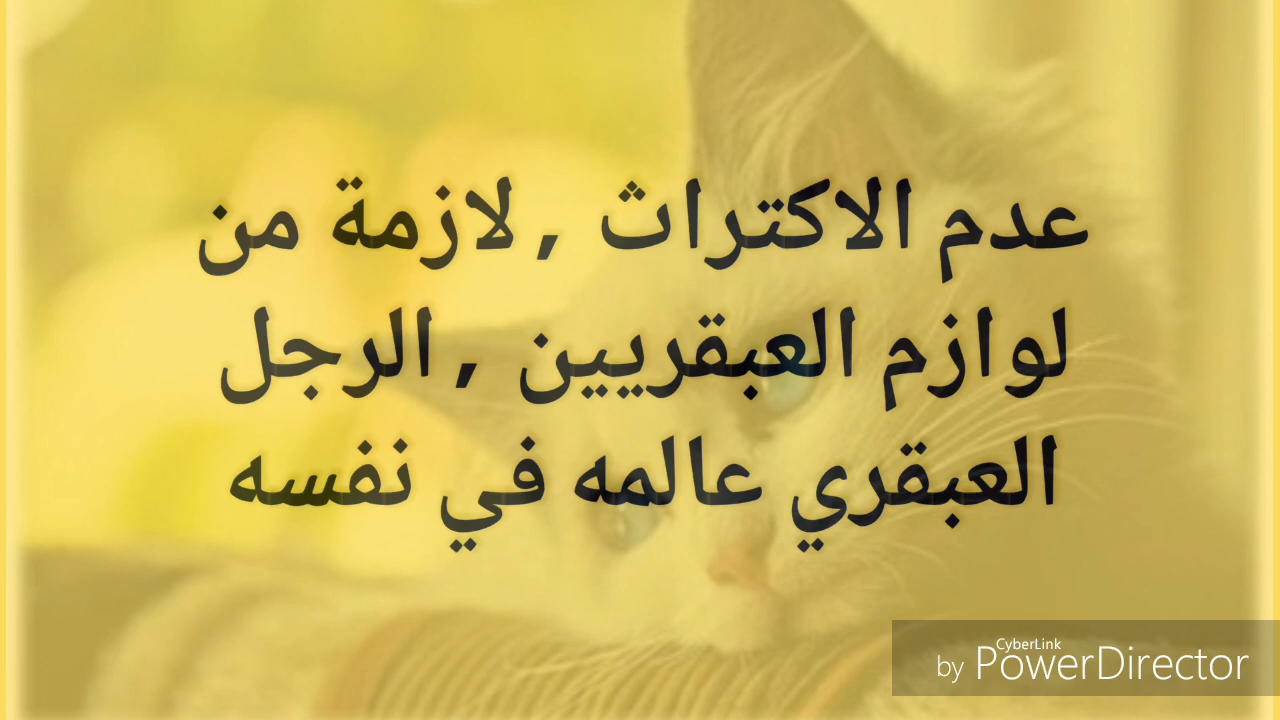 عدم الاكتراث , لازمة من
لوازم العبقريين , الرجل
العبقري عالمه في نفسه
by CyberLink PowerDirector